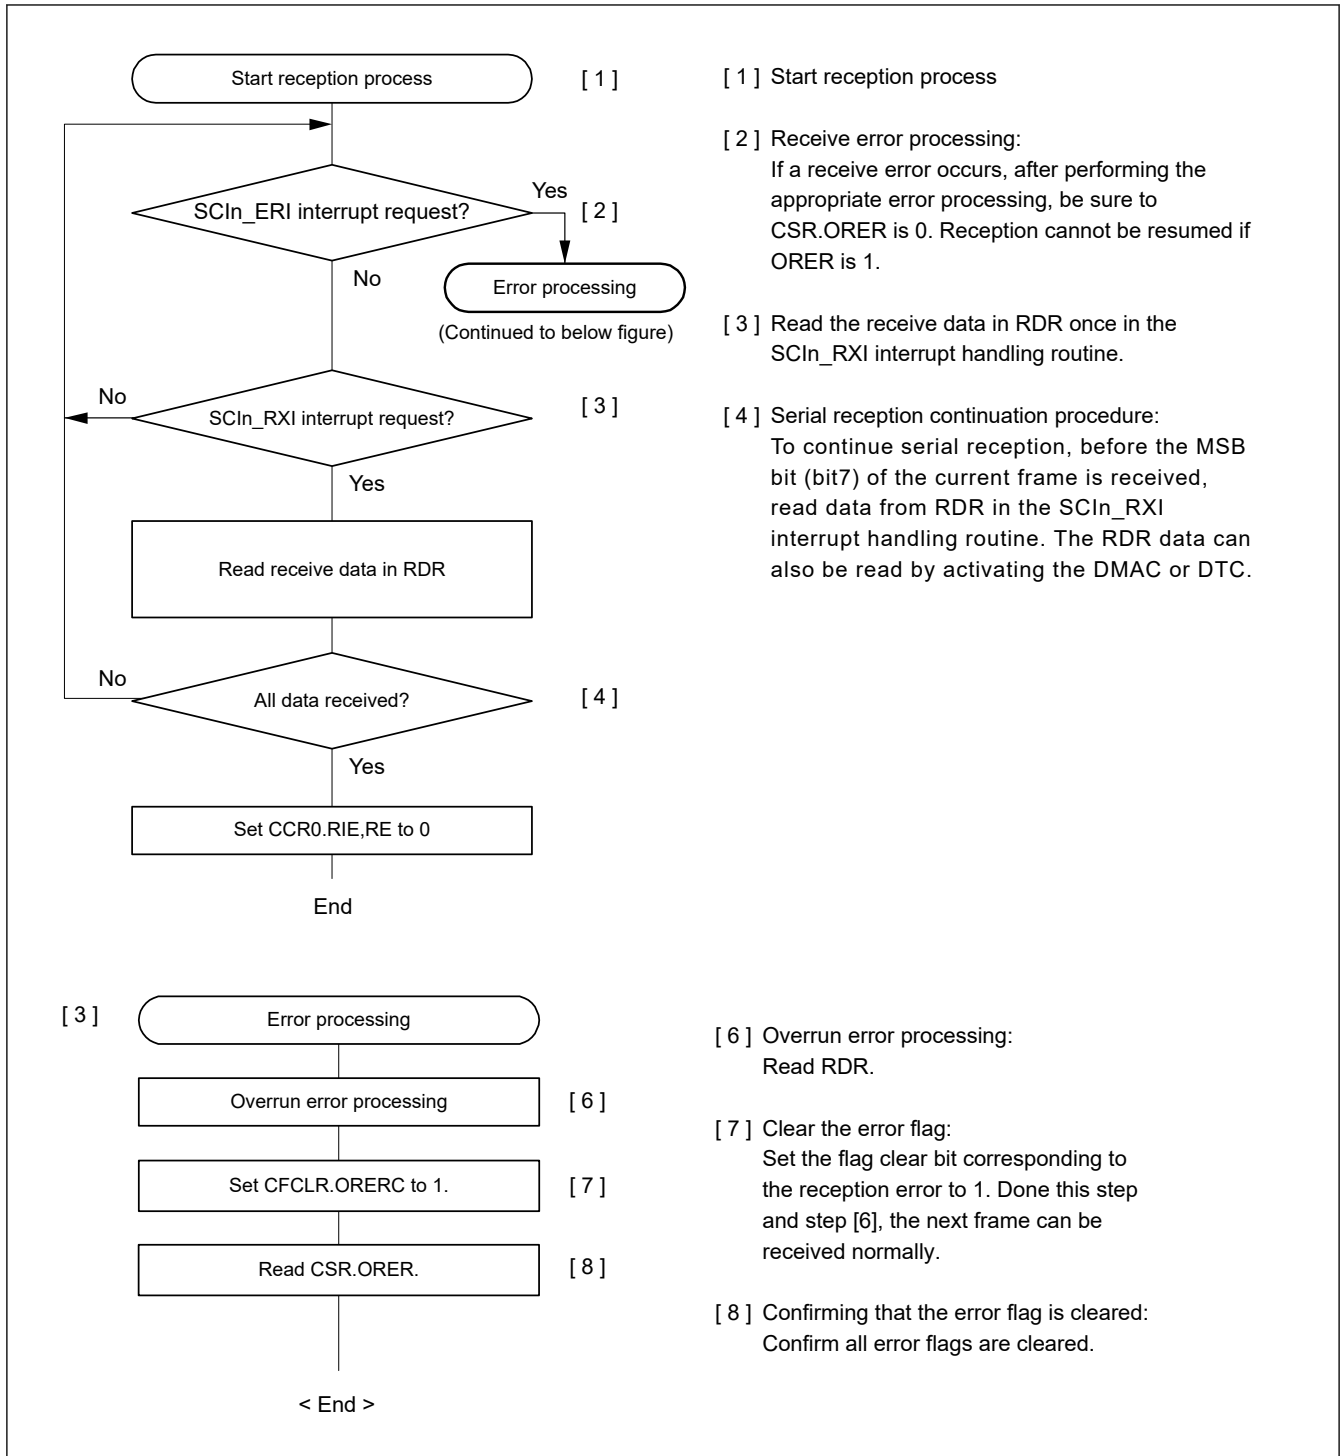 Start reception process
[ 1 ]
SCIn_ERI interrupt request?
Yes
[ 2 ]
No
Error processing
(Continued to below figure)
No
SCIn_RXI interrupt request?
[ 3 ]
Yes
Read receive data in RDR
No
All data received?
[ 4 ]
Yes
Set CCR0.RIE,RE to 0
End
[ 1 ] Start reception process
[ 2 ] Receive error processing:
If a receive error occurs, after performing the
appropriate error processing, be sure to
CSR.ORER is 0. Reception cannot be resumed if
ORER is 1.
[ 3 ] Read the receive data in RDR once in the
SCIn_RXI interrupt handling routine.
[ 4 ] Serial reception continuation procedure:
To continue serial reception, before the MSB
bit (bit7) of the current frame is received,
read data from RDR in the SCIn_RXI
interrupt handling routine. The RDR data can
also be read by activating the DMAC or DTC.
[ 3 ]
Error processing
Overrun error processing
[ 6 ]
Set CFCLR.ORERC to 1.
[ 7 ]
Read CSR.ORER.
[ 8 ]
< End >
[ 6 ] Overrun error processing:
Read RDR.
[ 7 ] Clear the error flag:
Set the flag clear bit corresponding to
the reception error to 1. Done this step
and step [6], the next frame can be
received normally.
[ 8 ] Confirming that the error flag is cleared:
Confirm all error flags are cleared.